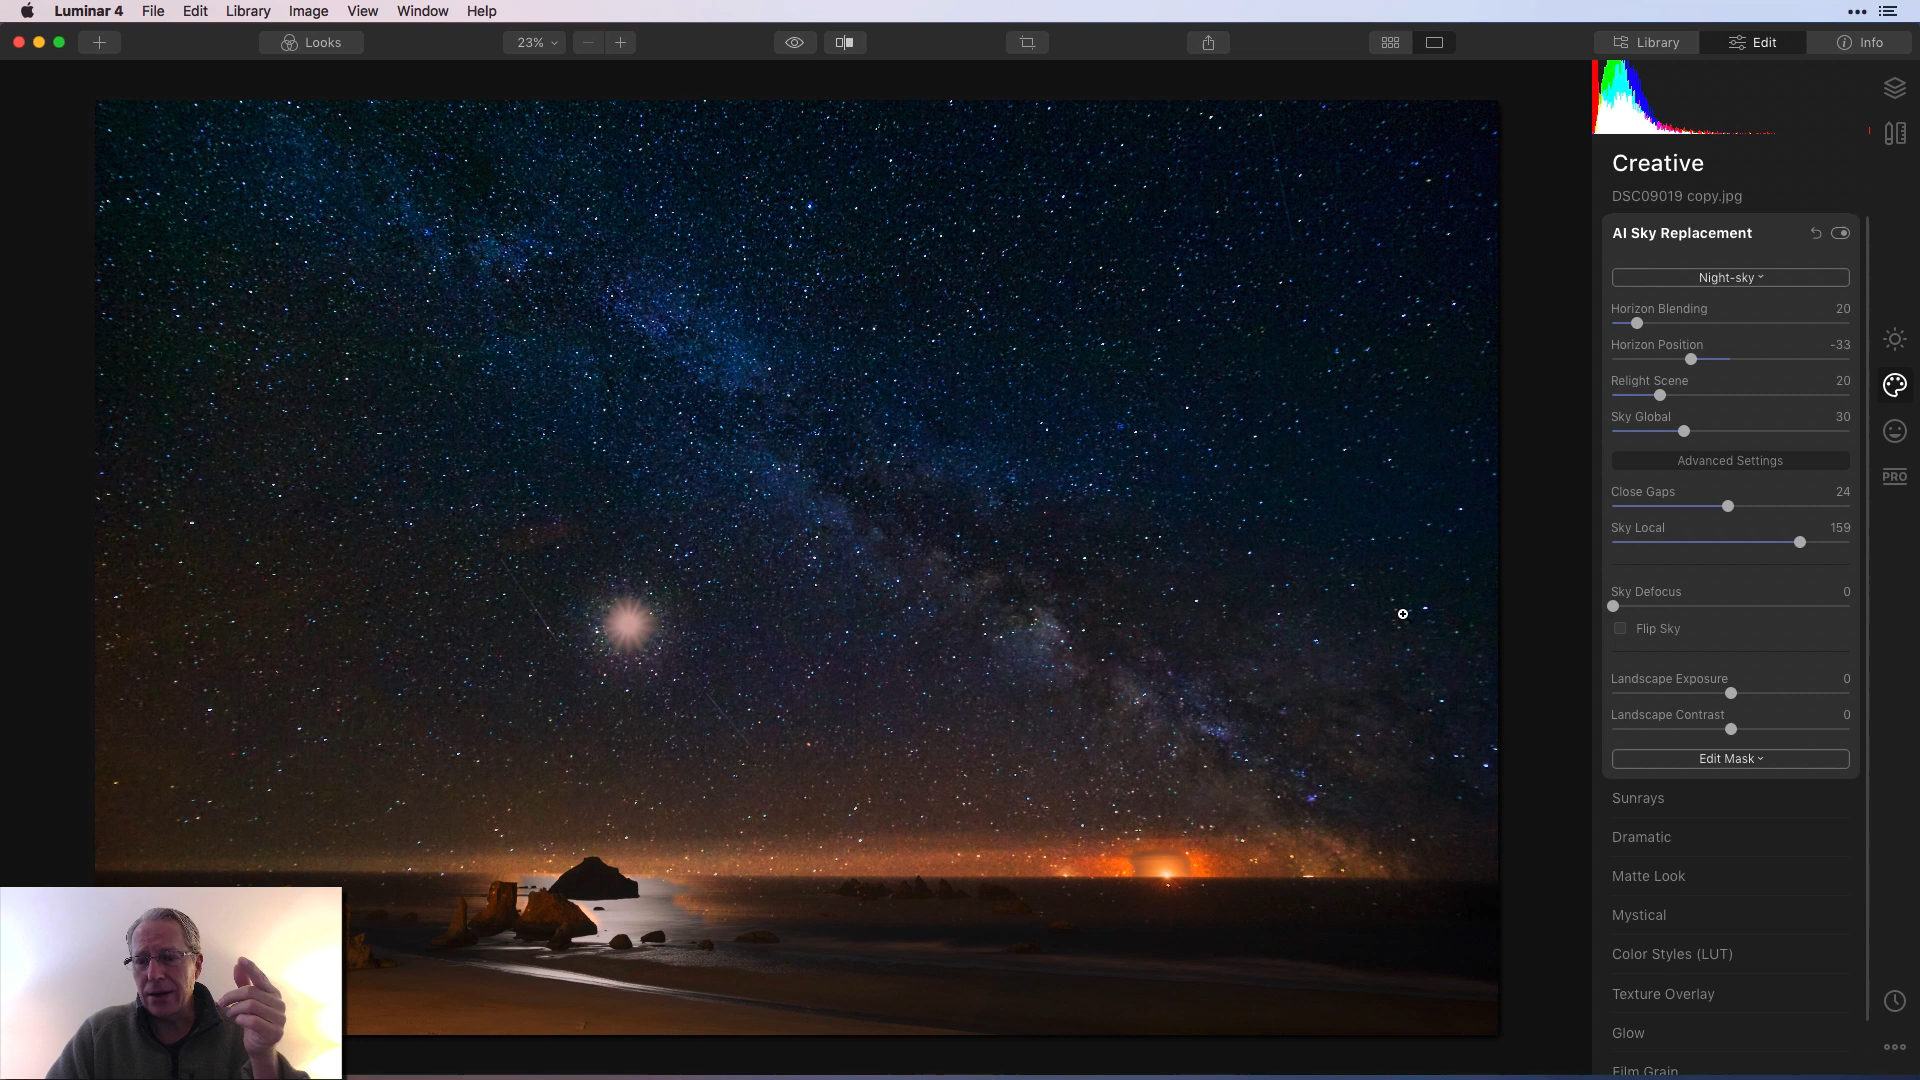 Luminar 4 File Edit Library Image View Window Help
Looks 23% Library Edit Info
Creative
DSC09019 copy.jpg
AI Sky Replacement
Night-sky
Horizon Blending 20
Horizon Position -33
Relight Scene 20
Sky Global 30
PRO
Advanced Settings
Close Gaps 24
Sky Local 159
Sky Defocus 0
Flip Sky
Landscape Exposure 0
Landscape Contrast 0
Edit Mask
Sunrays
Dramatic
Matte Look
Mystical
Color Styles (LUT)
Texture Overlay
Glow
Film Grain